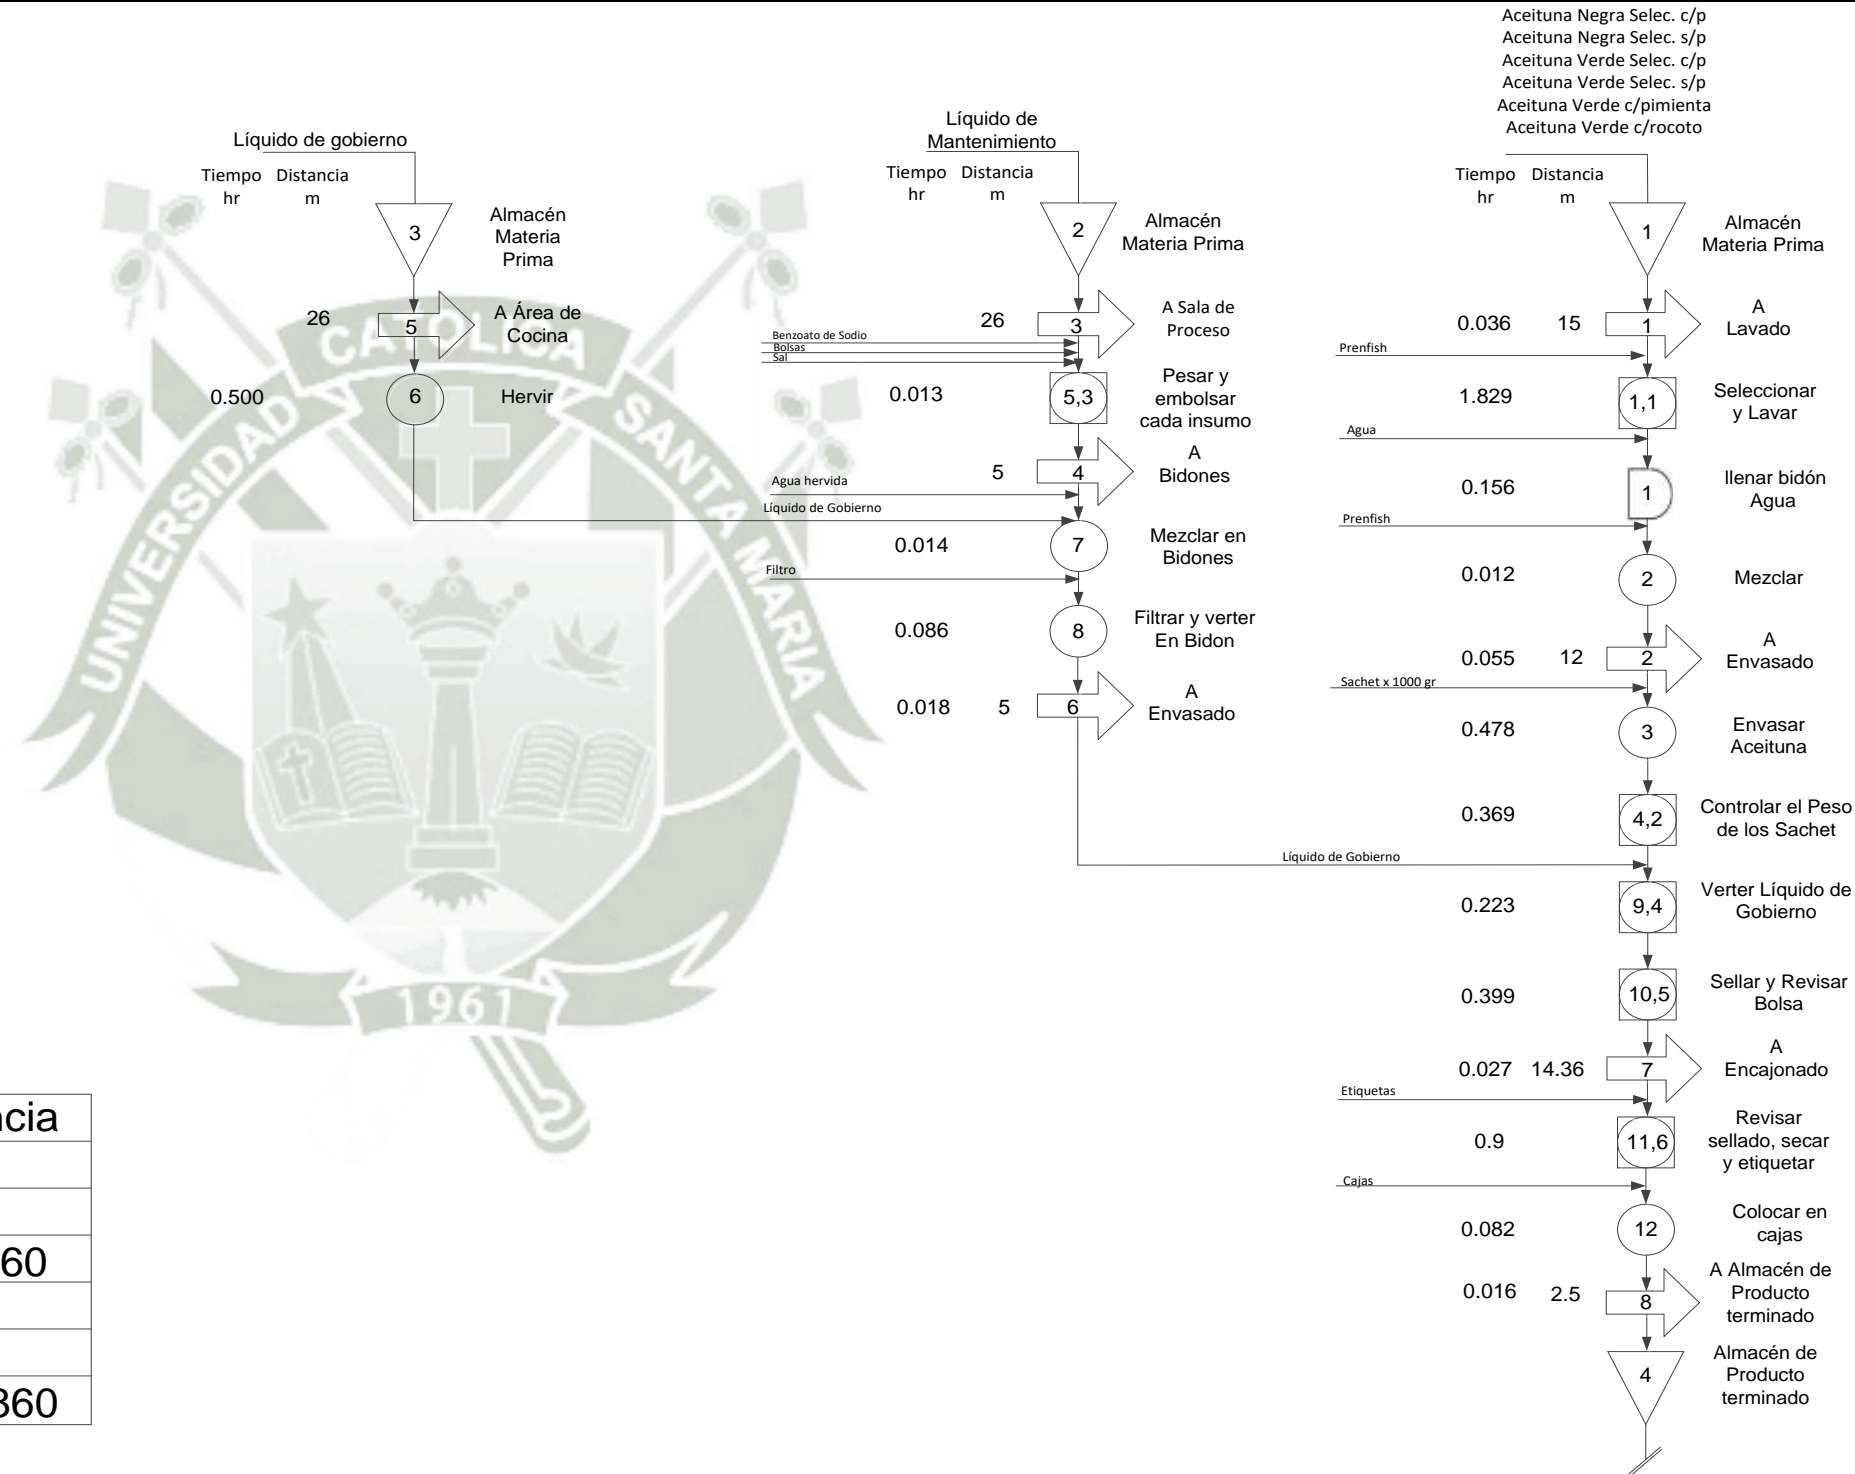 Líquido de gobierno
Tiempo Distancia
hr m
3
Almacén
Materia
Prima
26
5
A Área de
Cocina
0.500
6
Hervir
Líquido de
Mantenimiento
Tiempo Distancia
hr m
2
Almacén
Materia Prima
26
3
A Sala de
Proceso
Benzoato de Sodio
Bolsas
Sal
0.013
5,3
Pesar y
embolsar
cada insumo
5
4
A
Bidones
Agua hervida
Líquido de Gobierno
0.014
7
Mezclar en
Bidones
Filtro
0.086
8
Filtrar y verter
En Bidon
0.018 5
6
A
Envasado
Aceituna Negra Selec. c/p
Aceituna Negra Selec. s/p
Aceituna Verde Selec. c/p
Aceituna Verde Selec. s/p
Aceituna Verde c/pimienta
Aceituna Verde c/rocoto
Tiempo Distancia
hr m
1
Almacén
Materia Prima
0.036 15
1
A
Lavado
Prenfish
1.829
1,1
Seleccionar
y Lavar
Agua
0.156
1
llenar bidón
Agua
Prenfish
0.012
2
Mezclar
0.055 12
2
A
Envasado
Sachet x 1000 gr
0.478
3
Envasar
Aceituna
0.369
4,2
Controlar el Peso
de los Sachet
Líquido de Gobierno
0.223
9,4
Verter Líquido de
Gobierno
0.399
10,5
Sellar y Revisar
Bolsa
0.027 14.36
7
A
Encajonado
Etiquetas
0.9
11,6
Revisar
sellado, secar
y etiquetar
Cajas
0.082
12
Colocar en
cajas
0.016 2.5
8
A Almacén de
Producto
terminado
4
Almacén de
Producto
terminado
UNIVERSIDAD
CATOLICA
SANTA MARIA
1961
ncia
60
360